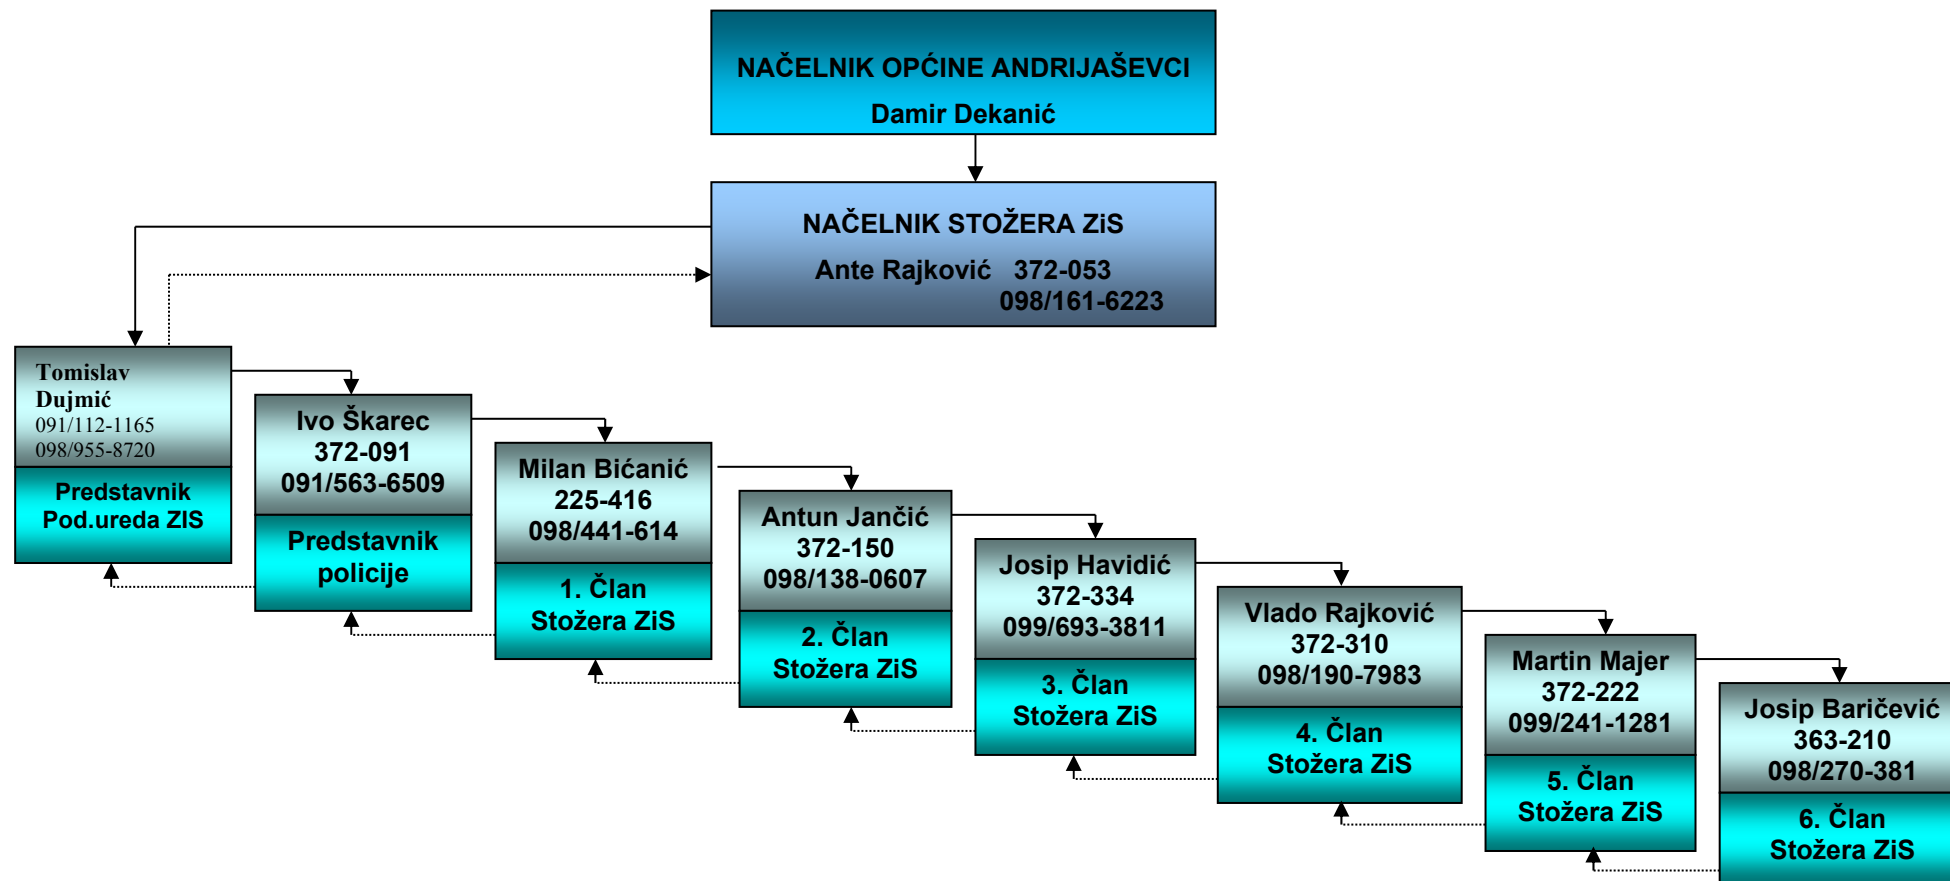 NAČELNIK OPĆINE ANDRIJAŠEVCI
Damir Dekanić
NAČELNIK STOŽERA ZiS
Ante Rajković 372-053
098/161-6223
Tomislav
Dujmić
091/112-1165
098/955-8720
Predstavnik
Pod.ureda ZIS
Ivo Škarec
372-091
091/563-6509
Predstavnik
policije
Milan Bićanić
225-416
098/441-614
1. Član
Stožera ZiS
Antun Jančić
372-150
098/138-0607
2. Član
Stožera ZiS
Josip Havidić
372-334
099/693-3811
3. Član
Stožera ZiS
Vlado Rajković
372-310
098/190-7983
4. Član
Stožera ZiS
Martin Majer
372-222
099/241-1281
5. Član
Stožera ZiS
Josip Baričević
363-210
098/270-381
6. Član
Stožera ZiS